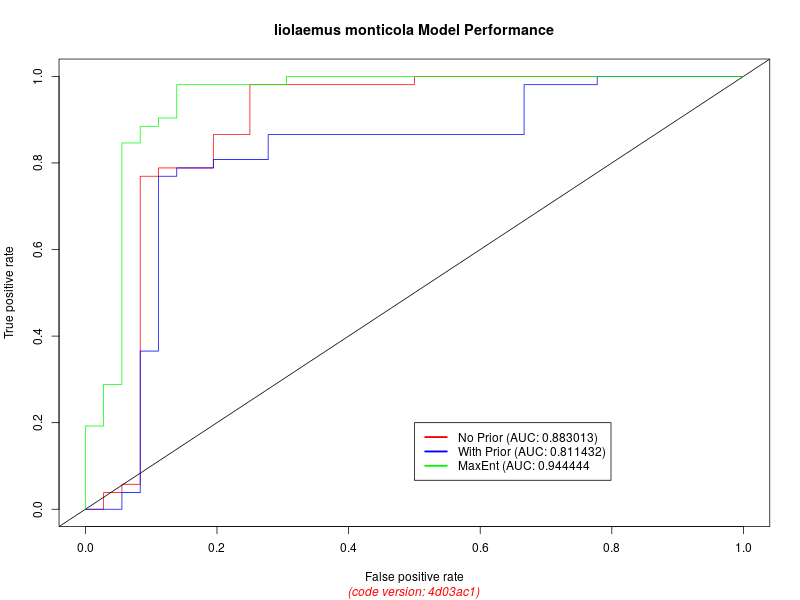 liolaemus monticola Model Performance
True positive rate
1.0
0.8
0.6
0.4
0.2
0.0
No Prior (AUC: 0.883013)
With Prior (AUC: 0.811432)
MaxEnt (AUC: 0.944444
0.0 0.2 0.4 0.6 0.8 1.0
False positive rate
(code version: 4d03ac1)